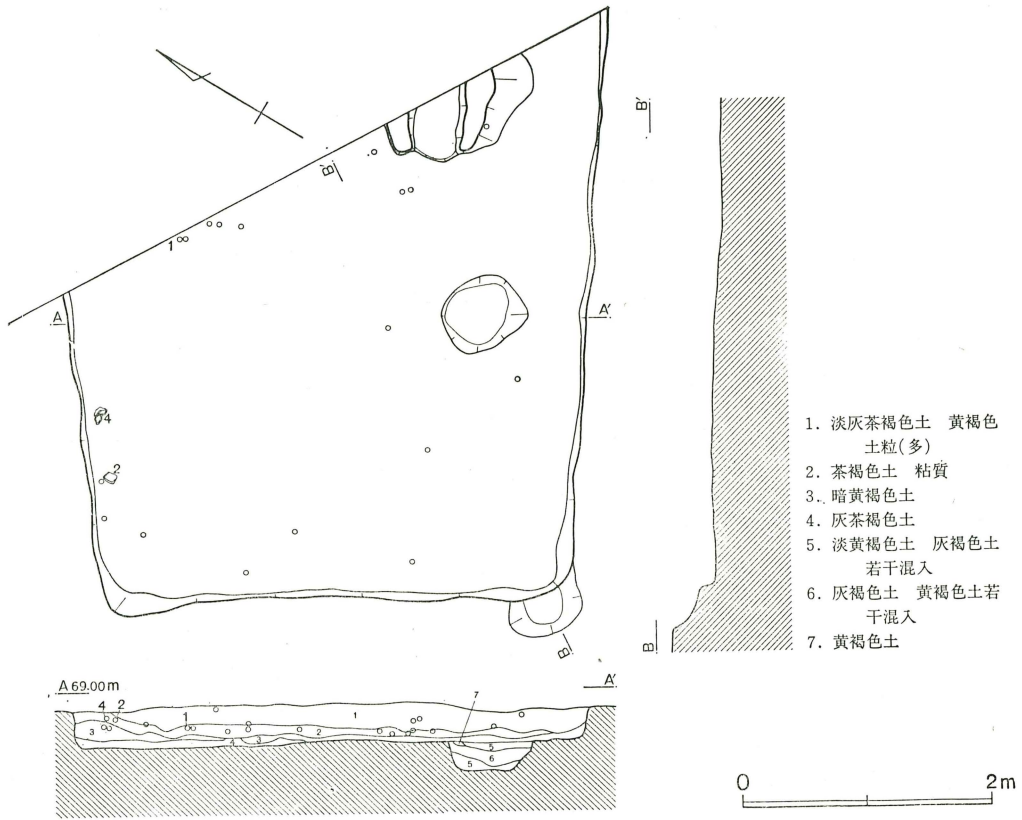 B'
B'
1
A
A'
4
2
1. 淡灰茶褐色土 黄褐色
土粒(多)
2. 茶褐色土 粘質
3. 暗黄褐色土
4. 灰茶褐色土
5. 淡黄褐色土 灰褐色土
若干混入
6. 灰褐色土 黄褐色土若
干混入
7. 黄褐色土
B
B
A 69.00m
A'
7
4 2
1
1
3
4 3
2
5
6
5
0 2m